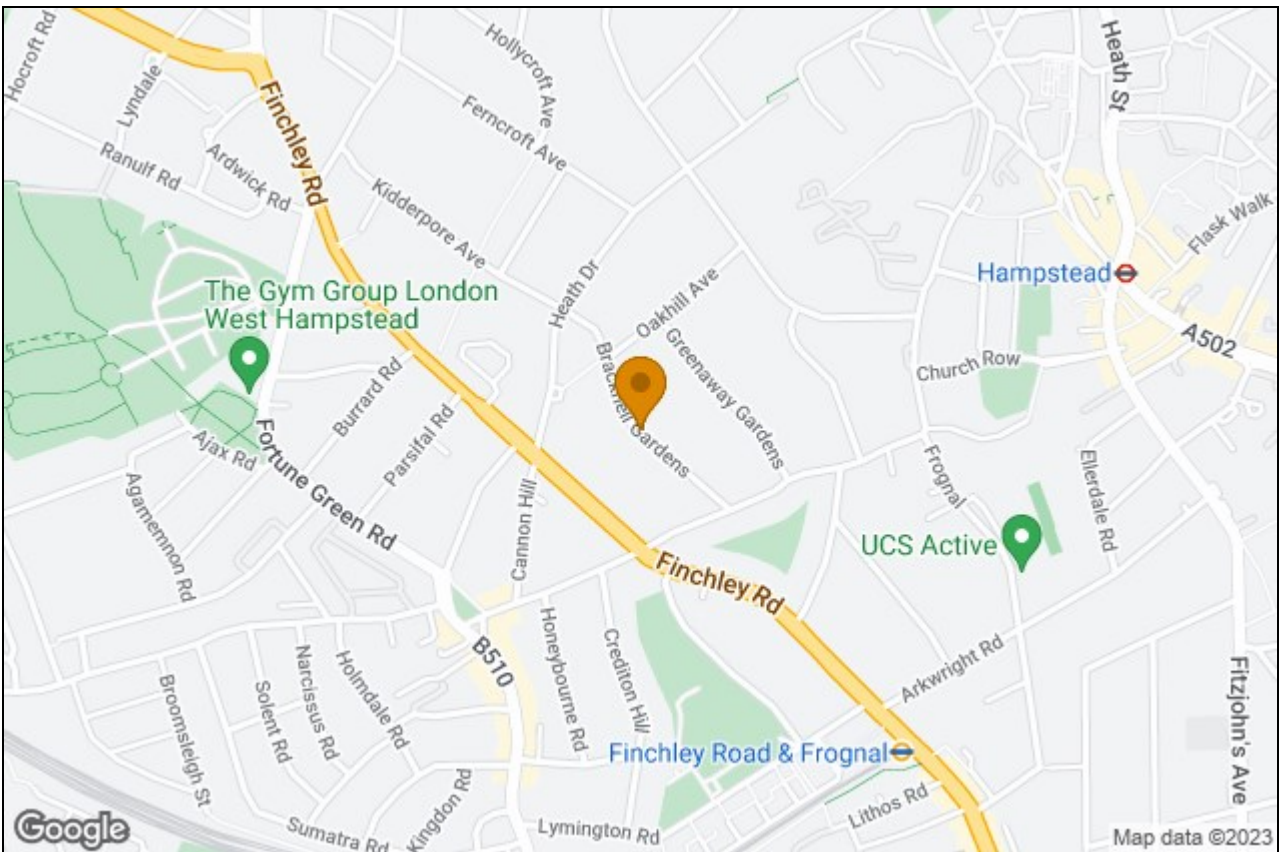 Hocroft Rd
Lyndale
Finchley Rd
Hollycroft Ave
Ferncroft Ave
Heath St
Ranulf Rd
Ardwick Rd
Kidderpore Ave
Flask Walk
Hampstead
The Gym Group London
West Hampstead
Heath Dr
Oakhill Ave
Greenaway Gardens
A502
Church Row
Bracknell Gardens
Burrard Rd
Parsifal Rd
Ajax Rd
Fortune Green Rd
Agamemnon Rd
Cannon Hill
Frognal
Ellerdale Rd
UCS Active
Finchley Rd
Honeybourne Rd
Crediton Hill
B510
Holmdale Rd
Narcissus Rd
Solent Rd
Broomsleigh St
Arkwright Rd
Fitzjohn's Ave
Finchley Road & Frognal
Kingdon Rd
Sumatra Rd
Lymington Rd
Lithos Rd
Google
Map data ©2023